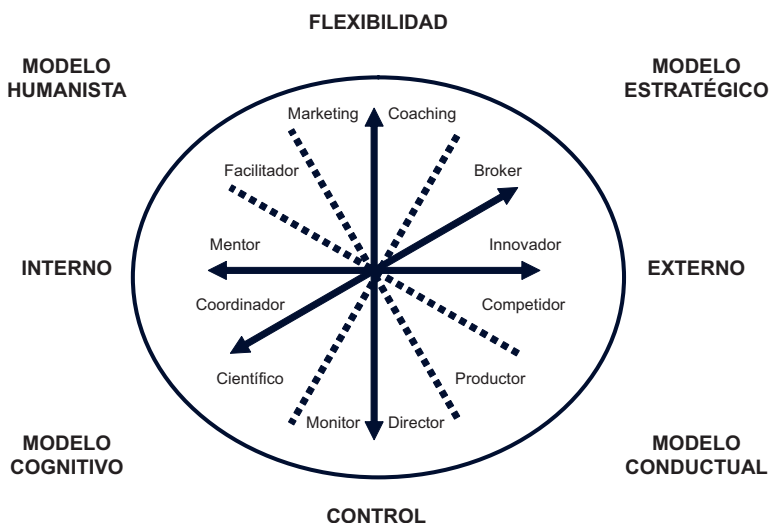 FLEXIBILIDAD
MODELO
HUMANISTA
MODELO
ESTRATÉGICO
Marketing
Coaching
Facilitador
Broker
Mentor
Innovador
INTERNO
EXTERNO
Coordinador
Competidor
Científico
Productor
Monitor
Director
MODELO
COGNITIVO
MODELO
CONDUCTUAL
CONTROL